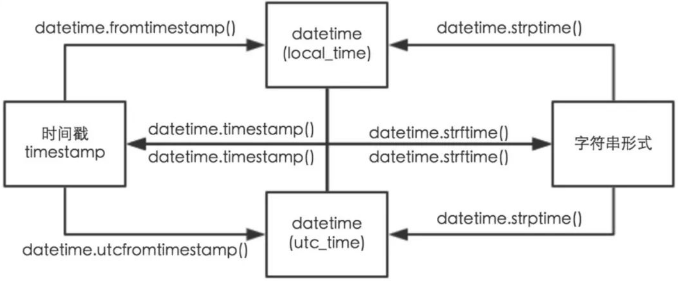 datetime.fromtimestamp()
datetime
(local_time)
datetime.strptime()
时间戳
timestamp
datetime.timestamp()
datetime.timestamp()
datetime.strftime()
datetime.strftime()
字符串形式
datetime.utcfromtimestamp()
datetime
(utc_time)
datetime.strptime()